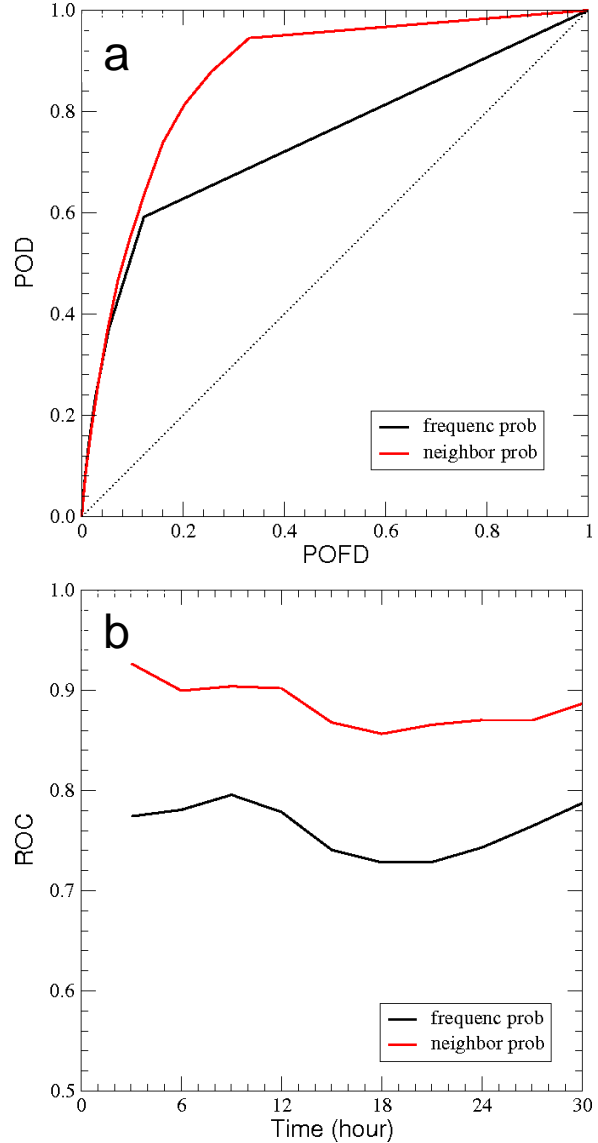 1.0
a
0.8
0.6
POD
0.4
frequenc prob
0.2
neighbor prob
0.0
0 0.2 0.4 0.6 0.8 1
POFD
1.0
b
0.9
0.8
ROC
0.7
frequenc prob
0.6
neighbor prob
0.5
0 6 12 18 24 30
Time (hour)